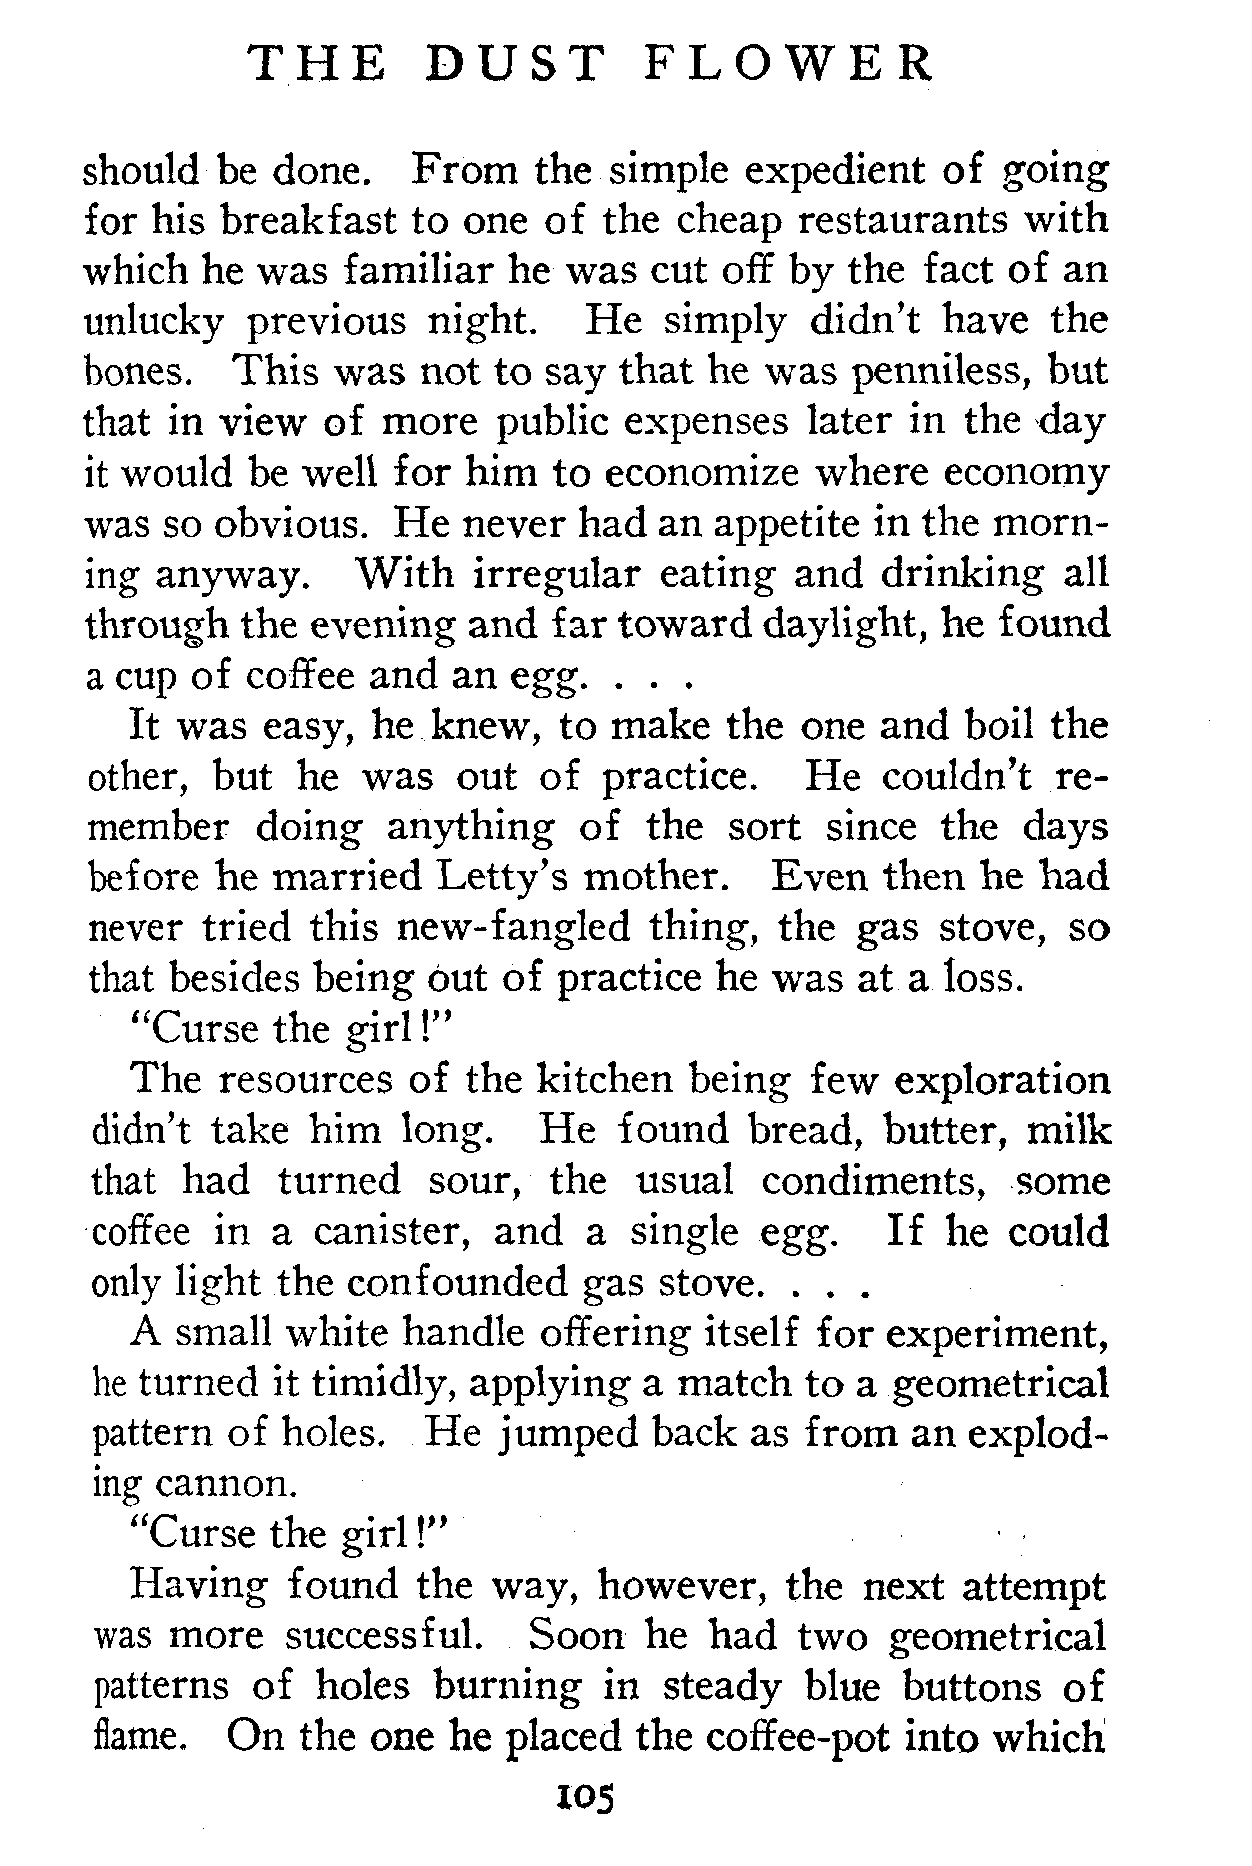 THE DUST FLOWER
should be done. From the simple expedient of going
for his breakfast to one of the cheap restaurants with
which he was familiar he was cut off by the fact of an
unlucky previous night. He simply didn't have the
bones. This was not to say that he was penniless, but
that in view of more public expenses later in the day
it would be well for him to economize where economy
was so obvious. He never had an appetite in the morn-
ing anyway. With irregular eating and drinking all
through the evening and far toward daylight, he found
a cup of coffee and an egg. . . .
It was easy, he knew, to make the one and boil the
other, but he was out of practice. He couldn't re-
member doing anything of the sort since the days
before he married Letty's mother. Even then he had
never tried this new-fangled thing, the gas stove, so
that besides being out of practice he was at a loss.
"Curse the girl!"
The resources of the kitchen being few exploration
didn't take him long. He found bread, butter, milk
that had turned sour, the usual condiments, some
coffee in a canister, and a single egg. If he could
only light the confounded gas stove. . . .
A small white handle offering itself for experiment,
he turned it timidly, applying a match to a geometrical
pattern of holes. He jumped back as from an explod-
ing cannon.
"Curse the girl!"
Having found the way, however, the next attempt
was more successful. Soon he had two geometrical
patterns of holes burning in steady blue buttons of
flame. On the one he placed the coffee-pot into which
105